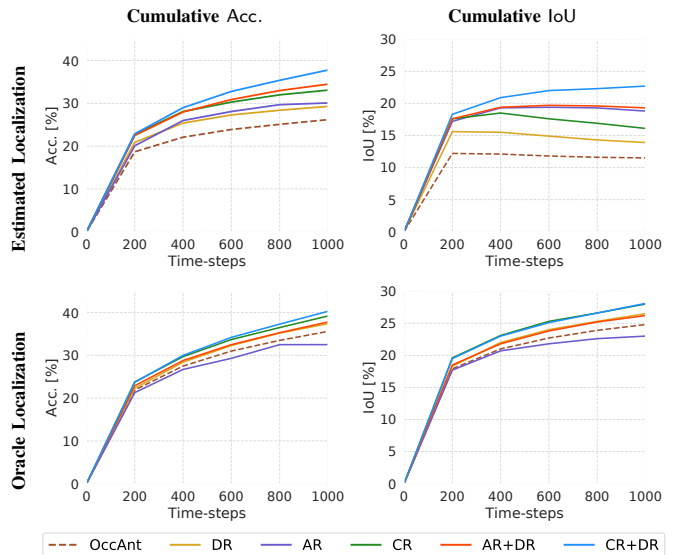 Cumulative Acc.
Cumulative IoU
Estimated Localization
Acc. [%]
40
30
20
10
0
0 200 400 600 800 1000
Time-steps
IoU [%]
30
25
20
15
10
5
0
0 200 400 600 800 1000
Time-steps
Oracle Localization
Acc. [%]
40
30
20
10
0
0 200 400 600 800 1000
Time-steps
IoU [%]
30
25
20
15
10
5
0
0 200 400 600 800 1000
Time-steps
OccAnt DR AR CR AR+DR CR+DR